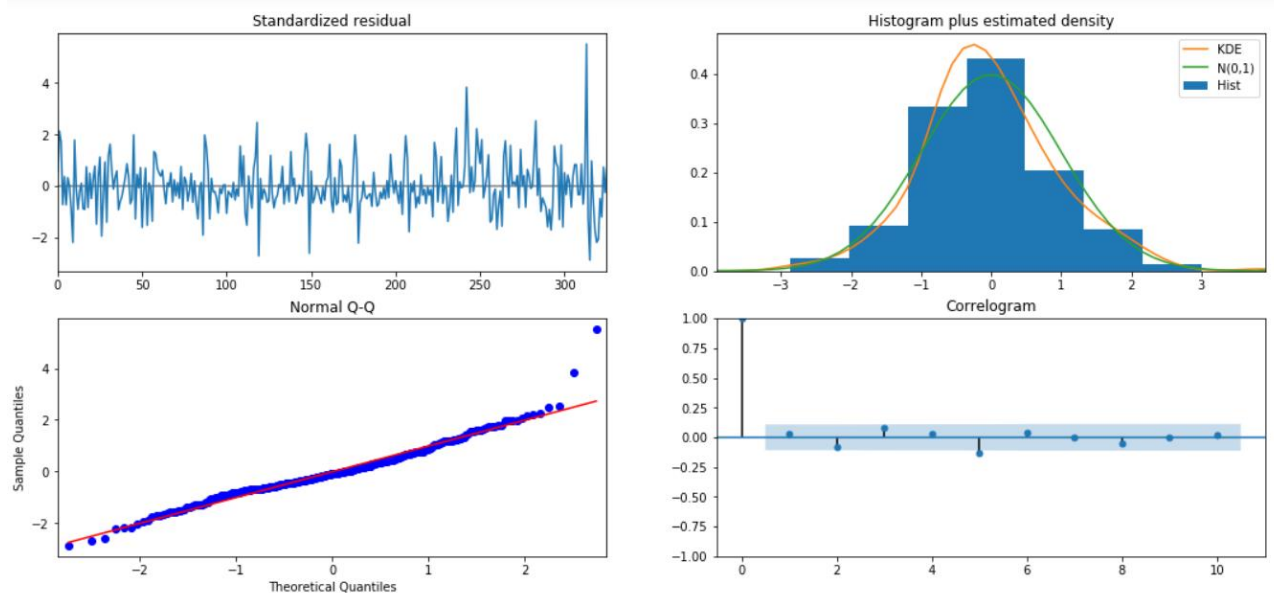 Standardized residual
4
2
0
−2
0 50 100 150 200 250 300
Histogram plus estimated density
KDE
N(0,1)
Hist
0.4
0.3
0.2
0.1
0.0
−3 −2 −1 0 1 2 3
Normal Q-Q
Sample Quantiles
4
2
0
−2
−2 −1 0 1 2
Theoretical Quantiles
Correlogram
1.00
0.75
0.50
0.25
0.00
−0.25
−0.50
−0.75
−1.00
0 2 4 6 8 10